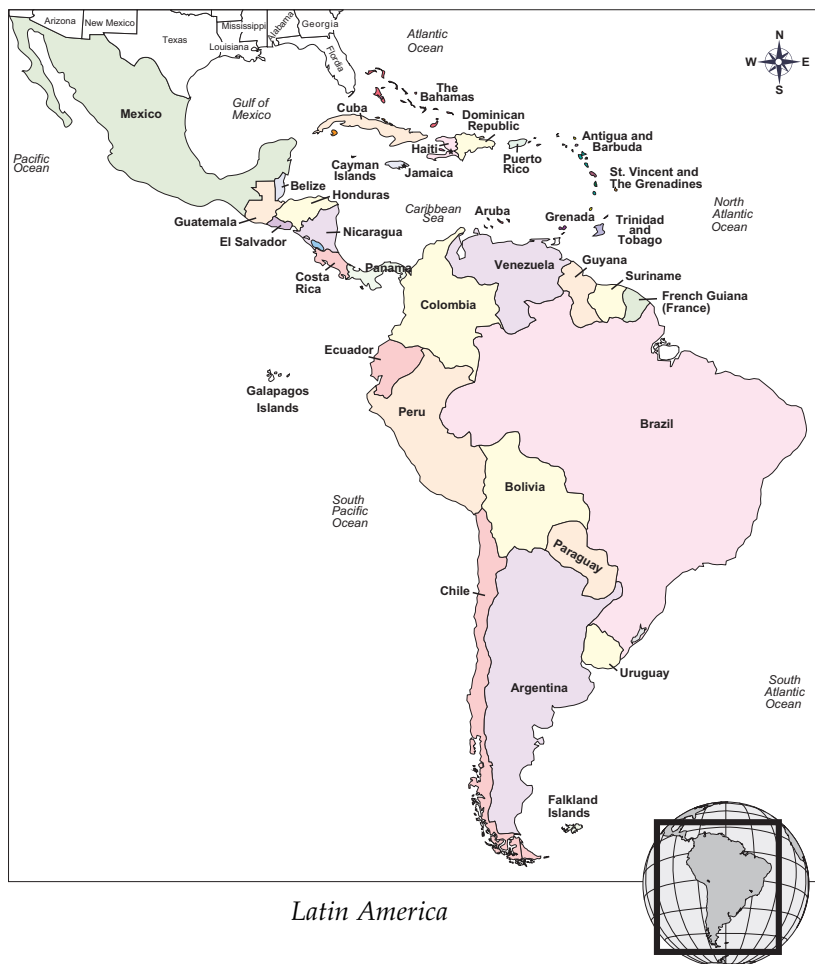 Arizona
New Mexico
Texas
Louisiana
Mississippi
Alabama
Georgia
Flordia
Atlantic
Ocean
N
W
E
S
Gulf of
Mexico
Mexico
Pacific
Ocean
The
Bahamas
Cuba
Dominican
Republic
Haiti
Cayman
Islands
Jamaica
Puerto
Rico
Antigua and
Barbuda
St. Vincent and
The Grenadines
Belize
Honduras
Guatemala
El Salvador
Nicaragua
Caribbean
Sea
Aruba
Grenada
Trinidad
and
Tobago
North
Atlantic
Ocean
Costa
Rica
Panama
Venezuela
Guyana
Suriname
French Guiana
(France)
Colombia
Ecuador
Galapagos
Islands
Peru
Brazil
South
Pacific
Ocean
Bolivia
Paraguay
Chile
Argentina
Uruguay
South
Atlantic
Ocean
Falkland
Islands
Latin America